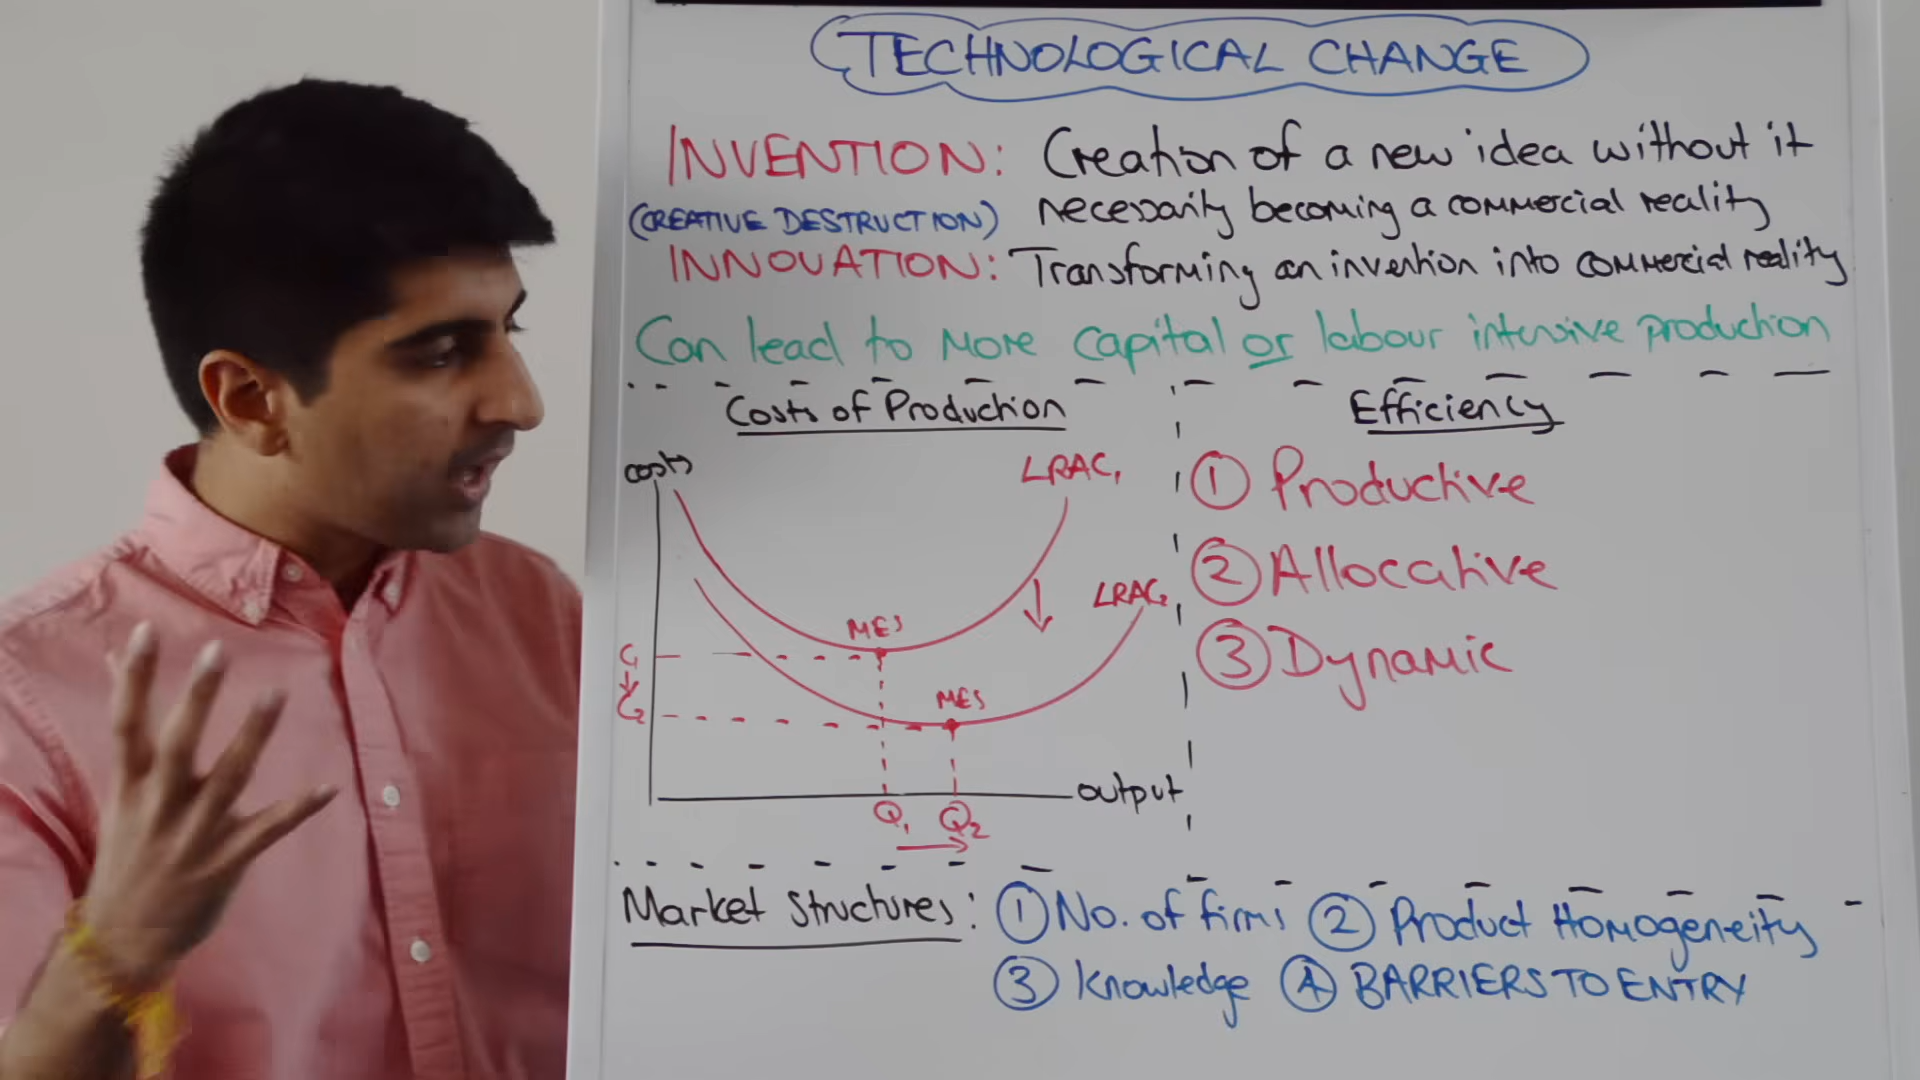 TECHNOLOGICAL CHANGE
INVENTION: Creation of a new idea without it
(CREATIVE DESTRUCTION) necessarily becoming a commercial reality
INNOVATION: Transforming an invention into commercial reality
Can lead to more capital or labour intensive production
Costs of Production
costs
LRAC1
LRAC2
MES
MES
C1
C2
Q1 Q2
output
Efficiency
① Productive
② Allocative
③ Dynamic
Market Structures: ① No. of firms ② Product Homogeneity
③ Knowledge ④ BARRIERS TO ENTRY